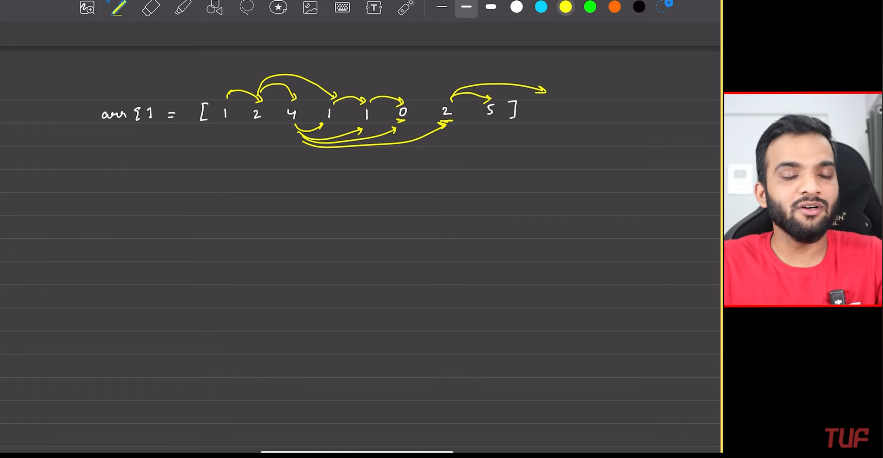 arr[] = [ 1 2 4 1 1 0 2 5 ]
TUF